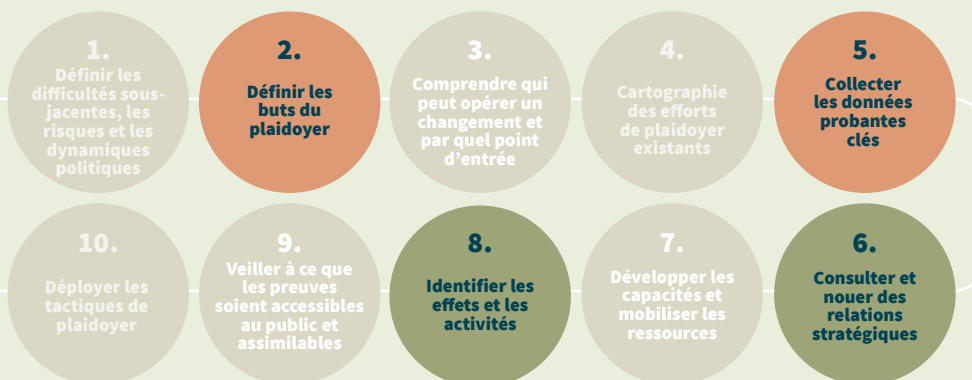 1.
Définir les
difficultés sous-
jacentes, les
risques et les
dynamiques
politiques
2.
Définir les
buts du
plaidoyer
3.
Comprendre qui
peut opérer un
changement et
par quel point
d'entrée
4.
Cartographie
des efforts
de plaidoyer
existants
5.
Collecter
les données
probantes
clés
10.
Déployer les
tactiques de
plaidoyer
9.
Veiller à ce que
les preuves
soient accessibles
au public et
assimilables
8.
Identifier les
effets et les
activités
7.
Développer les
capacités et
mobiliser les
ressources
6.
Consulter et
nouer des
relations
stratégiques